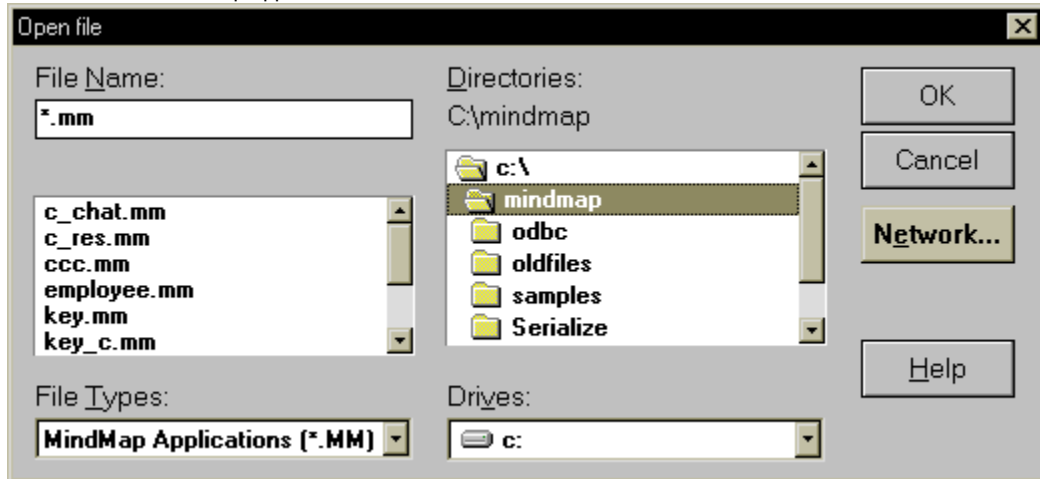 Open file
File Name:
*.mm
c_chat.mm
c_res.mm
ccc.mm
employee.mm
key.mm
key_c.mm
File Types:
MindMap Applications (*.MM)
Directories:
C:\mindmap
c:\
mindmap
odbc
oldfiles
samples
Serialize
Drives:
c:
OK
Cancel
Network...
Help